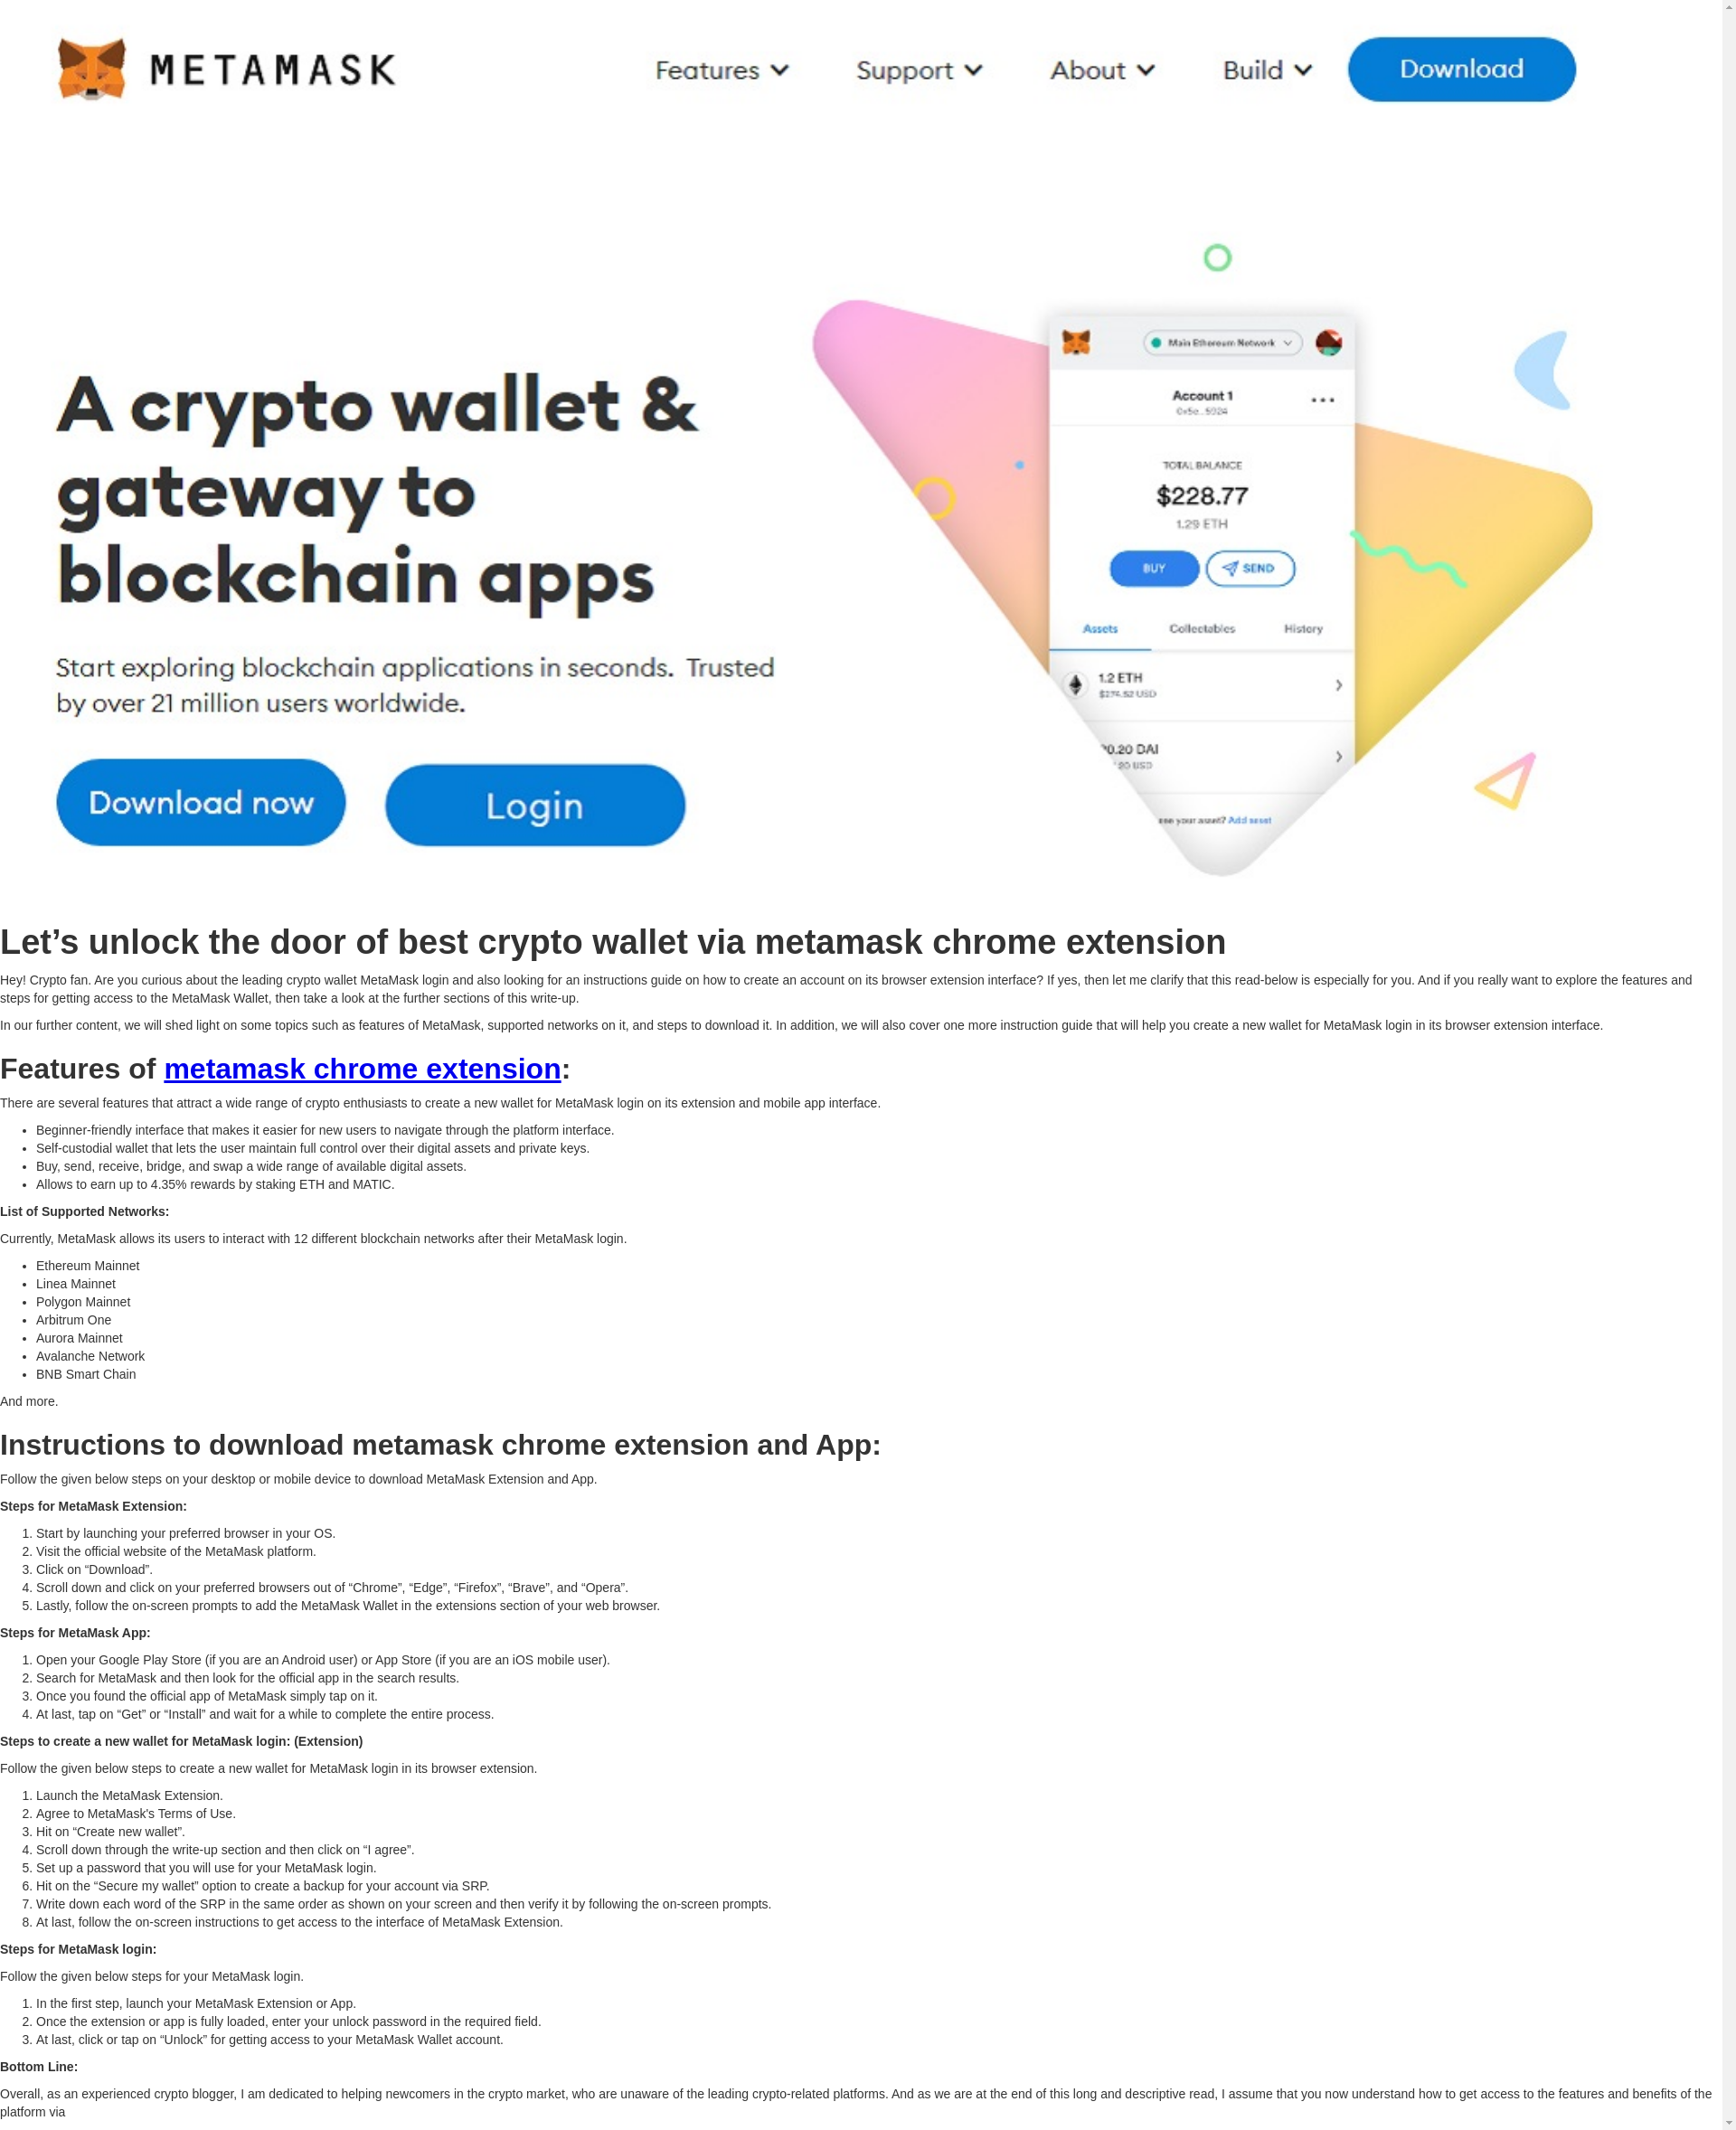 METAMASK
Features
Support
About
Build
Download
Main Ethereum Network
Account 1
0x5e...5924
TOTAL BALANCE
$228.77
1.29 ETH
BUY
SEND
Assets
Collectables
History
1.2 ETH
$274.52 USD
0.20 DAI
.20 USD
see your asset? Add asset
A crypto wallet &
gateway to
blockchain apps
Start exploring blockchain applications in seconds. Trusted
by over 21 million users worldwide.
Download now
Login
Let’s unlock the door of best crypto wallet via metamask chrome extension
Hey! Crypto fan. Are you curious about the leading crypto wallet MetaMask login and also looking for an instructions guide on how to create an account on its browser extension interface? If yes, then let me clarify that this read-below is especially for you. And if you really want to explore the features and
steps for getting access to the MetaMask Wallet, then take a look at the further sections of this write-up.
In our further content, we will shed light on some topics such as features of MetaMask, supported networks on it, and steps to download it. In addition, we will also cover one more instruction guide that will help you create a new wallet for MetaMask login in its browser extension interface.
Features of metamask chrome extension:
There are several features that attract a wide range of crypto enthusiasts to create a new wallet for MetaMask login on its extension and mobile app interface.
• Beginner-friendly interface that makes it easier for new users to navigate through the platform interface.
• Self-custodial wallet that lets the user maintain full control over their digital assets and private keys.
• Buy, send, receive, bridge, and swap a wide range of available digital assets.
• Allows to earn up to 4.35% rewards by staking ETH and MATIC.
List of Supported Networks:
Currently, MetaMask allows its users to interact with 12 different blockchain networks after their MetaMask login.
• Ethereum Mainnet
• Linea Mainnet
• Polygon Mainnet
• Arbitrum One
• Aurora Mainnet
• Avalanche Network
• BNB Smart Chain
And more.
Instructions to download metamask chrome extension and App:
Follow the given below steps on your desktop or mobile device to download MetaMask Extension and App.
Steps for MetaMask Extension:
1. Start by launching your preferred browser in your OS.
2. Visit the official website of the MetaMask platform.
3. Click on “Download”.
4. Scroll down and click on your preferred browsers out of “Chrome”, “Edge”, “Firefox”, “Brave”, and “Opera”.
5. Lastly, follow the on-screen prompts to add the MetaMask Wallet in the extensions section of your web browser.
Steps for MetaMask App:
1. Open your Google Play Store (if you are an Android user) or App Store (if you are an iOS mobile user).
2. Search for MetaMask and then look for the official app in the search results.
3. Once you found the official app of MetaMask simply tap on it.
4. At last, tap on “Get” or “Install” and wait for a while to complete the entire process.
Steps to create a new wallet for MetaMask login: (Extension)
Follow the given below steps to create a new wallet for MetaMask login in its browser extension.
1. Launch the MetaMask Extension.
2. Agree to MetaMask's Terms of Use.
3. Hit on “Create new wallet”.
4. Scroll down through the write-up section and then click on “I agree”.
5. Set up a password that you will use for your MetaMask login.
6. Hit on the “Secure my wallet” option to create a backup for your account via SRP.
7. Write down each word of the SRP in the same order as shown on your screen and then verify it by following the on-screen prompts.
8. At last, follow the on-screen instructions to get access to the interface of MetaMask Extension.
Steps for MetaMask login:
Follow the given below steps for your MetaMask login.
1. In the first step, launch your MetaMask Extension or App.
2. Once the extension or app is fully loaded, enter your unlock password in the required field.
3. At last, click or tap on “Unlock” for getting access to your MetaMask Wallet account.
Bottom Line:
Overall, as an experienced crypto blogger, I am dedicated to helping newcomers in the crypto market, who are unaware of the leading crypto-related platforms. And as we are at the end of this long and descriptive read, I assume that you now understand how to get access to the features and benefits of the
platform via